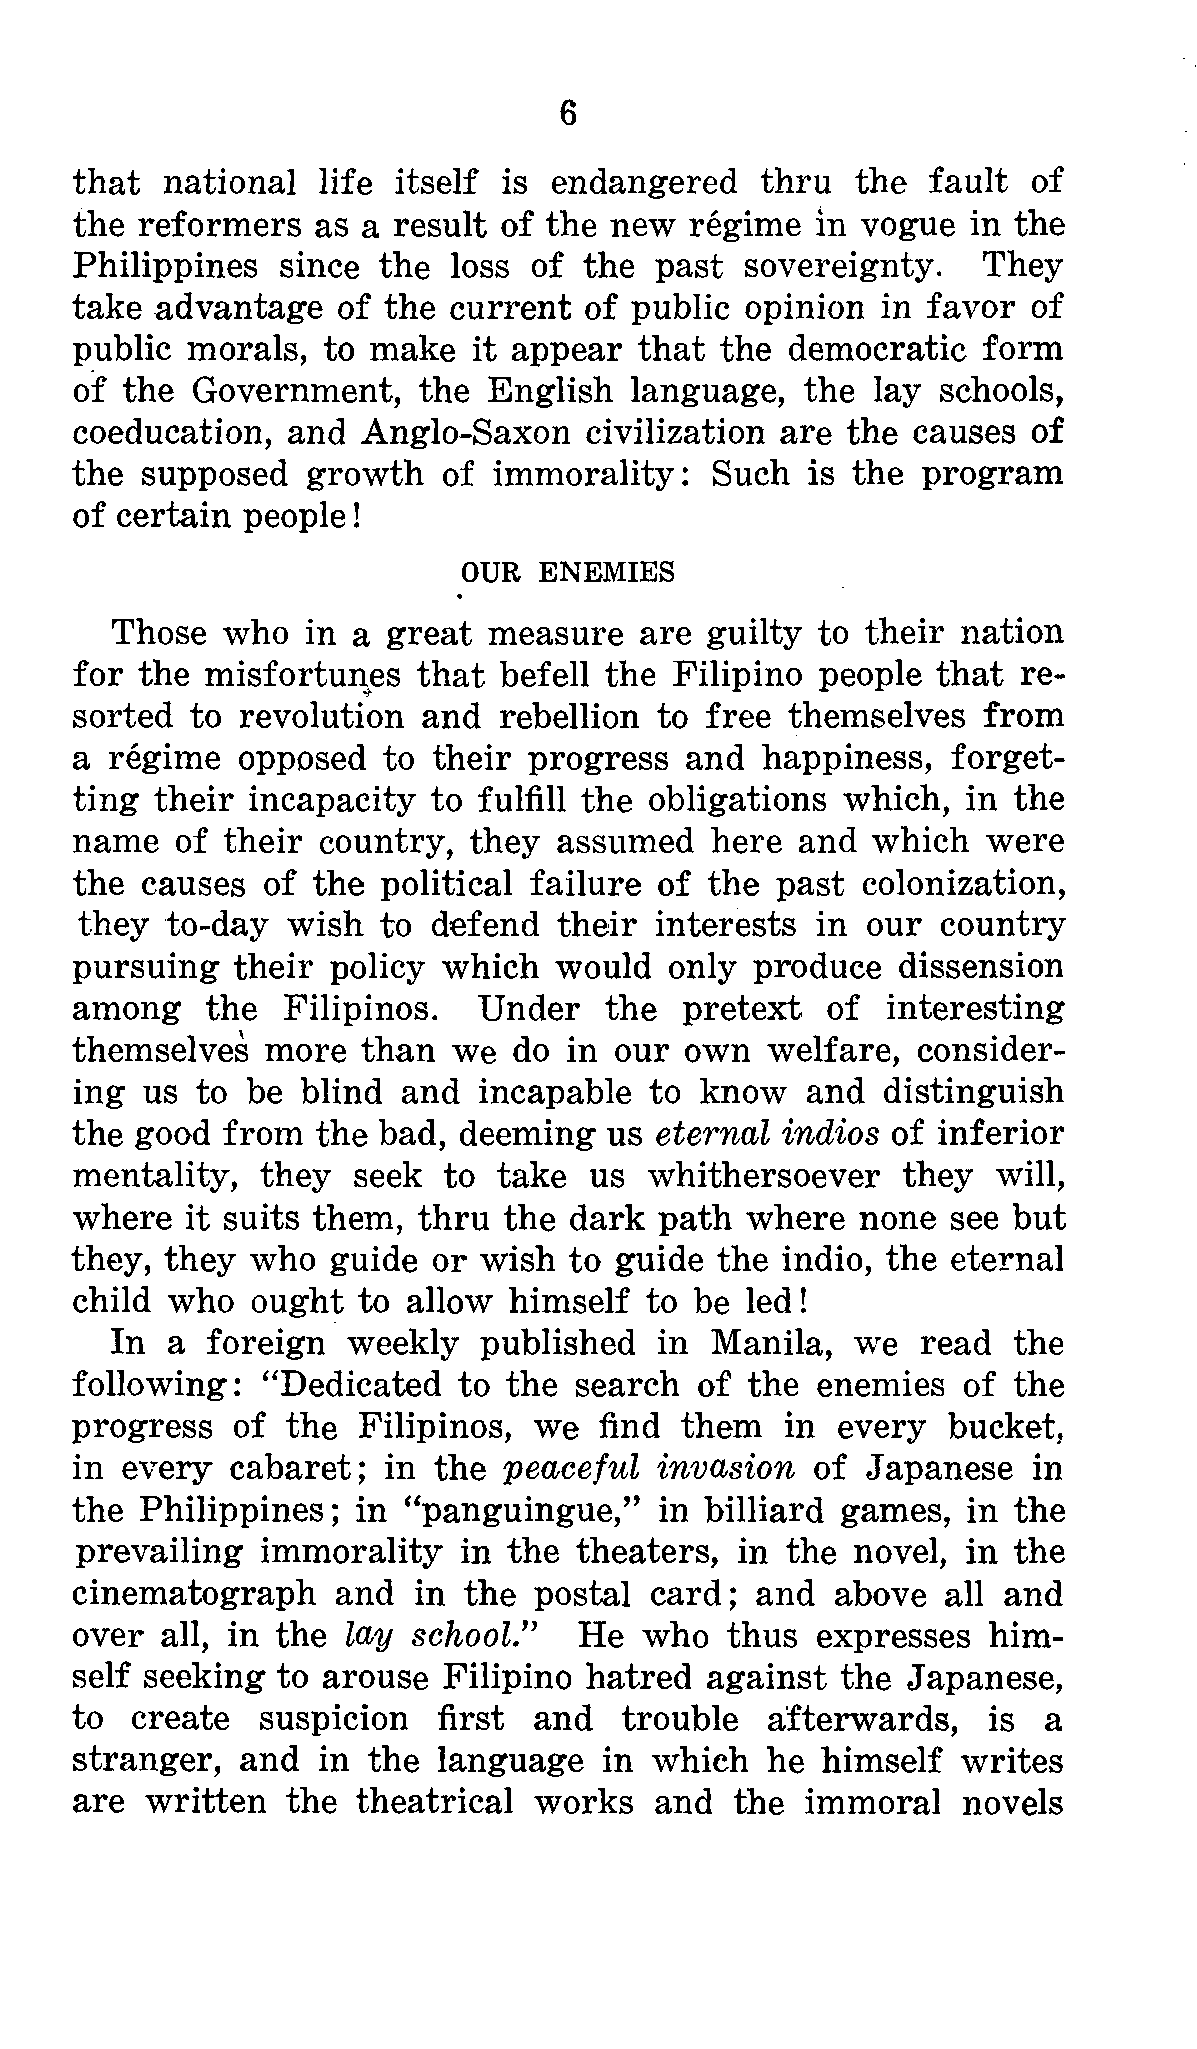 6
that national life itself is endangered thru the fault of
the reformers as a result of the new régime in vogue in the
Philippines since the loss of the past sovereignty. They
take advantage of the current of public opinion in favor of
public morals, to make it appear that the democratic form
of the Government, the English language, the lay schools,
coeducation, and Anglo-Saxon civilization are the causes of
the supposed growth of immorality: Such is the program
of certain people!
OUR ENEMIES
Those who in a great measure are guilty to their nation
for the misfortunes that befell the Filipino people that re-
sorted to revolution and rebellion to free themselves from
a régime opposed to their progress and happiness, forget-
ting their incapacity to fulfill the obligations which, in the
name of their country, they assumed here and which were
the causes of the political failure of the past colonization,
they to-day wish to defend their interests in our country
pursuing their policy which would only produce dissension
among the Filipinos. Under the pretext of interesting
themselves more than we do in our own welfare, consider-
ing us to be blind and incapable to know and distinguish
the good from the bad, deeming us eternal indios of inferior
mentality, they seek to take us whithersoever they will,
where it suits them, thru the dark path where none see but
they, they who guide or wish to guide the indio, the eternal
child who ought to allow himself to be led!
In a foreign weekly published in Manila, we read the
following: "Dedicated to the search of the enemies of the
progress of the Filipinos, we find them in every bucket,
in every cabaret; in the peaceful invasion of Japanese in
the Philippines; in "panguingue," in billiard games, in the
prevailing immorality in the theaters, in the novel, in the
cinematograph and in the postal card; and above all and
over all, in the lay school." He who thus expresses him-
self seeking to arouse Filipino hatred against the Japanese,
to create suspicion first and trouble afterwards, is a
stranger, and in the language in which he himself writes
are written the theatrical works and the immoral novels